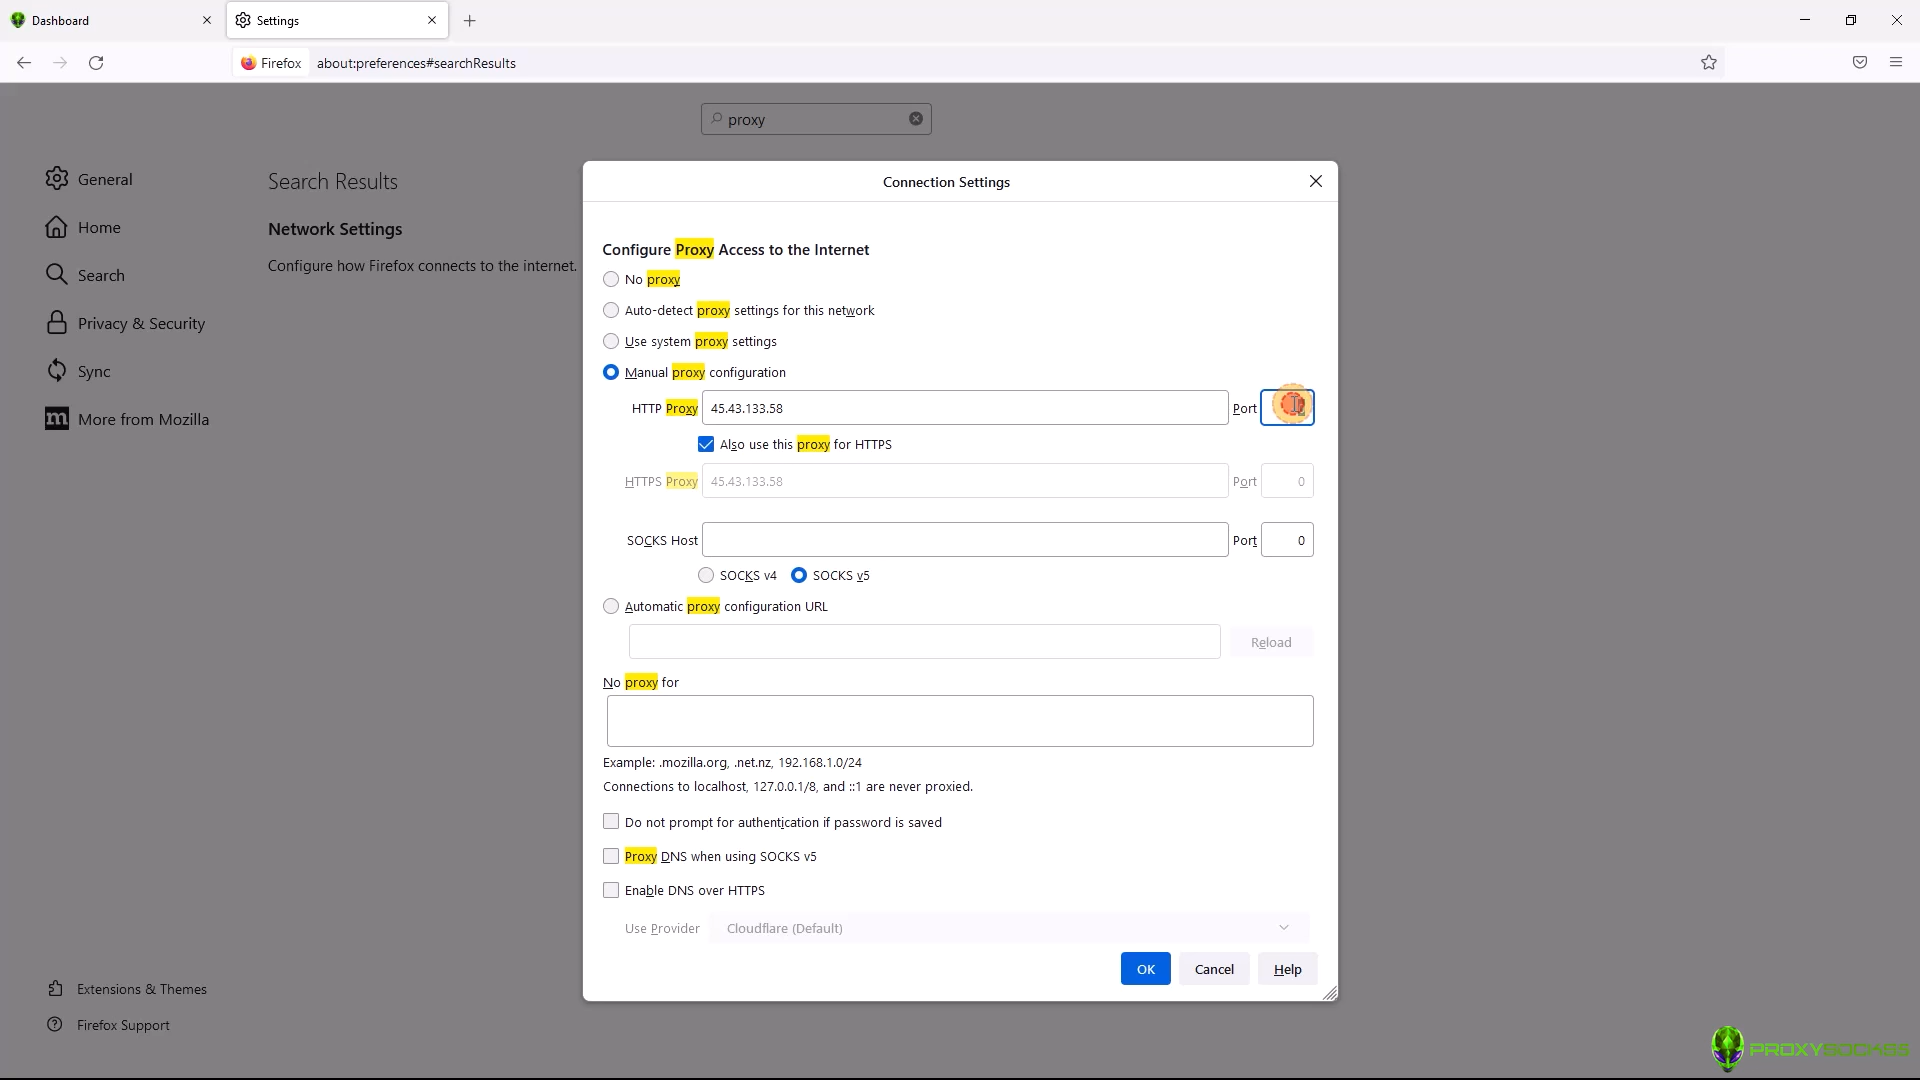 Dashboard
Settings
Firefox
about:preferences#searchResults
proxy
General
Home
Search
Privacy & Security
Sync
More from Mozilla
Extensions & Themes
Firefox Support
Search Results
Network Settings
Configure how Firefox connects to the internet.
Connection Settings
Configure Proxy Access to the Internet
No proxy
Auto-detect proxy settings for this network
Use system proxy settings
Manual proxy configuration
HTTP Proxy 45.43.133.58 Port
Also use this proxy for HTTPS
HTTPS Proxy 45.43.133.58 Port 0
SOCKS Host Port 0
SOCKS v4 SOCKS v5
Automatic proxy configuration URL
Reload
No proxy for
Example: .mozilla.org, .net.nz, 192.168.1.0/24
Connections to localhost, 127.0.0.1/8, and ::1 are never proxied.
Do not prompt for authentication if password is saved
Proxy DNS when using SOCKS v5
Enable DNS over HTTPS
Use Provider Cloudflare (Default)
OK Cancel Help